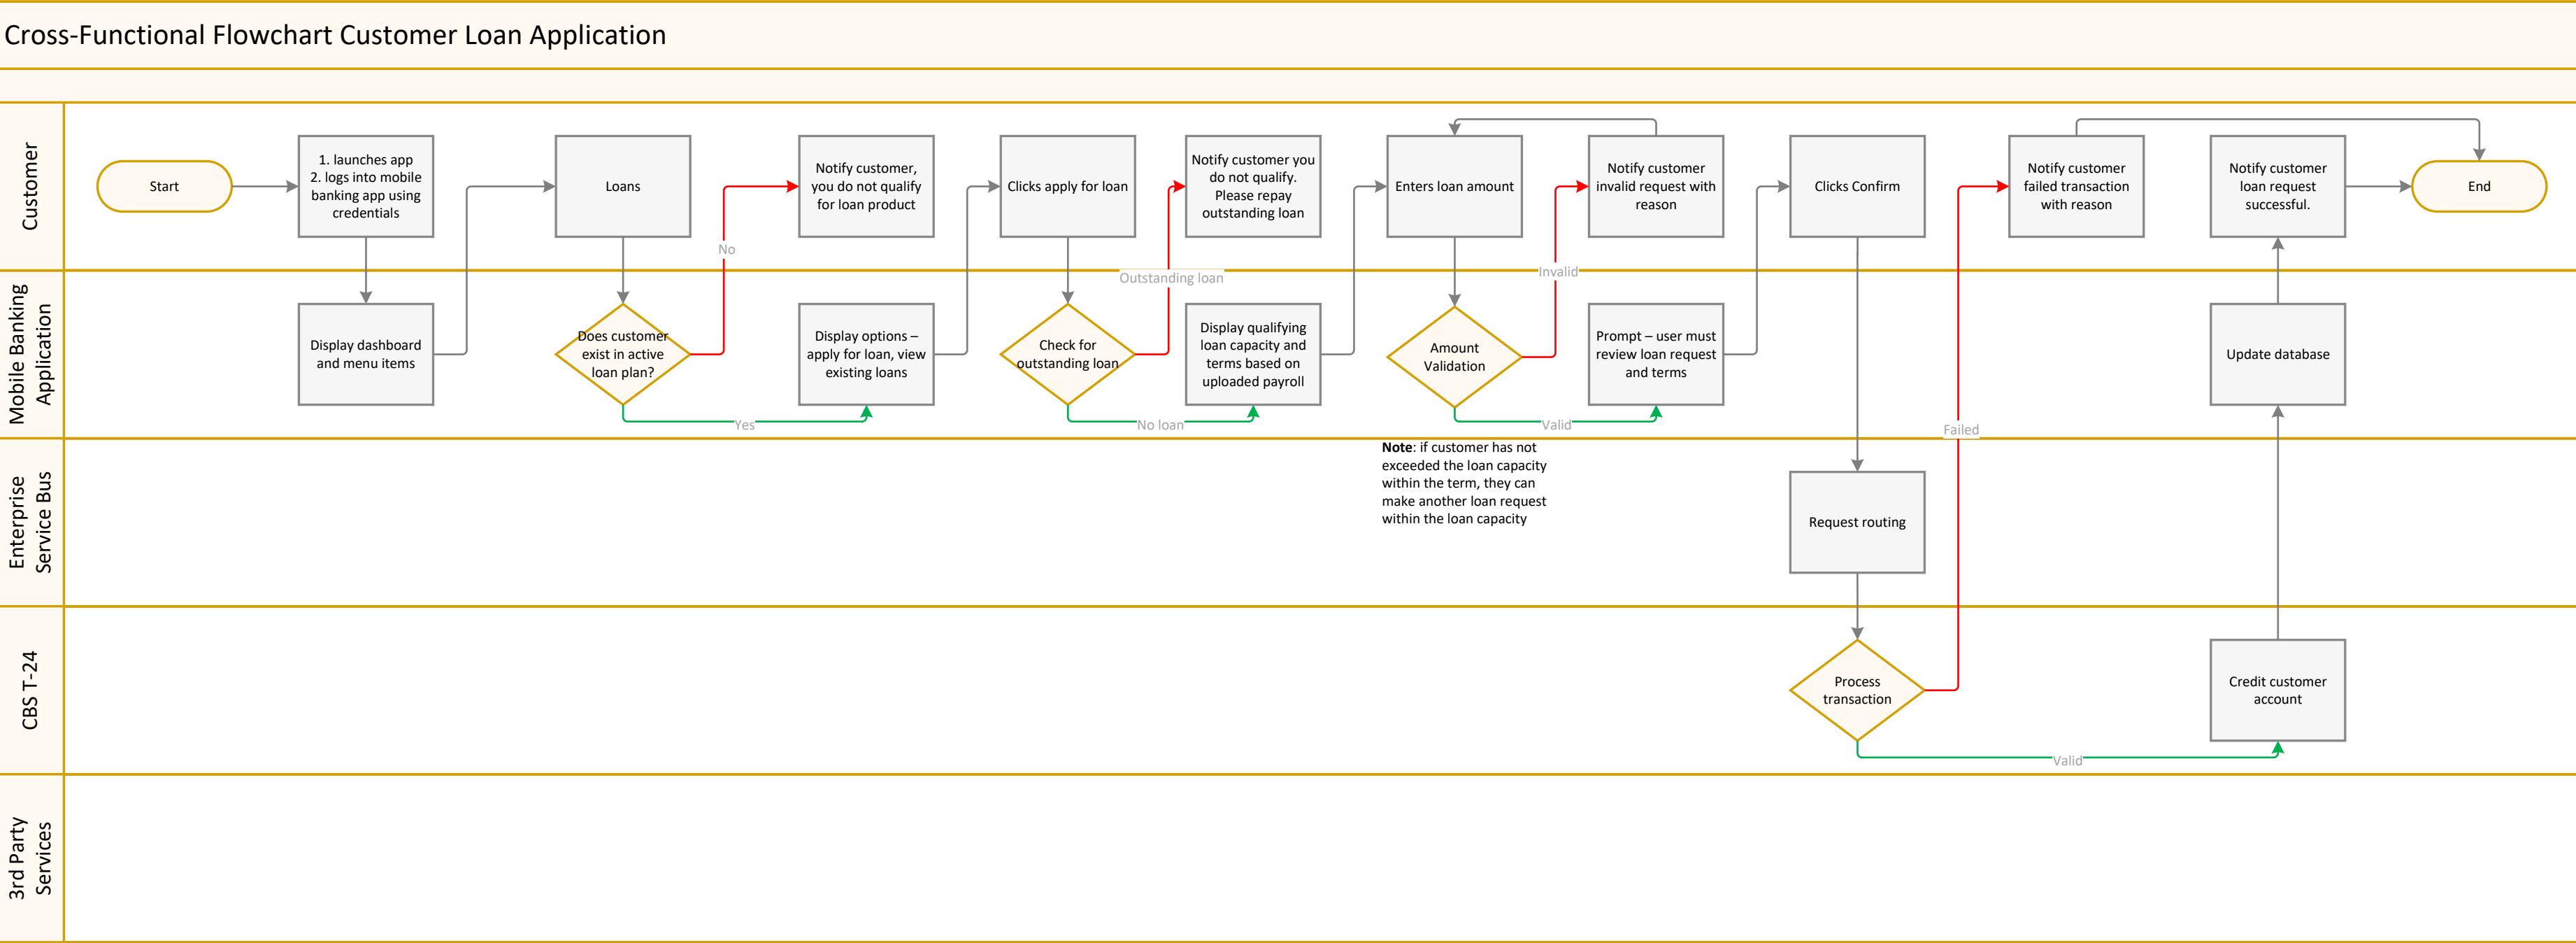 Cross-Functional Flowchart Customer Loan Application
Customer
Start
1. launches app
2. logs into mobile
banking app using
credentials
Loans
No
Notify customer,
you do not qualify
for loan product
Clicks apply for loan
Outstanding loan
Notify customer you
do not qualify.
Please repay
outstanding loan
Enters loan amount
Invalid
Notify customer
invalid request with
reason
Clicks Confirm
Notify customer
failed transaction
with reason
Notify customer
loan request
successful.
End
Mobile Banking
Application
Display dashboard
and menu items
Does customer
exist in active
loan plan?
Yes
Display options –
apply for loan, view
existing loans
Check for
outstanding loan
No loan
Display qualifying
loan capacity and
terms based on
uploaded payroll
Amount
Validation
Valid
Prompt – user must
review loan request
and terms
Failed
Update database
Enterprise
Service Bus
Note: if customer has not
exceeded the loan capacity
within the term, they can
make another loan request
within the loan capacity
Request routing
CBS T-24
Process
transaction
Valid
Credit customer
account
3rd Party
Services